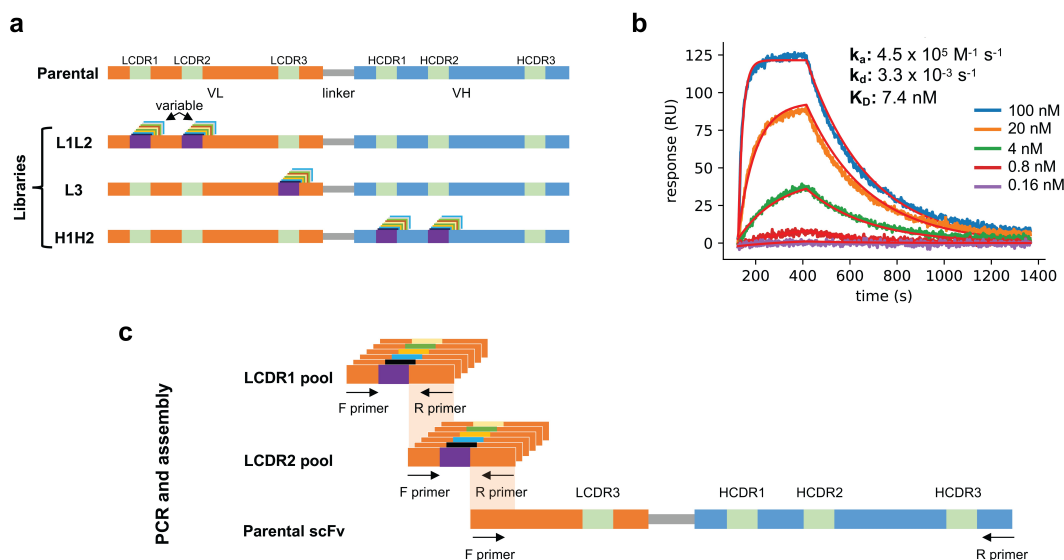 a
LCDR1 LCDR2 LCDR3 HCDR1 HCDR2 HCDR3
Parental
VL linker VH
variable
Libraries
L1L2
L3
H1H2
b
kₐ: 4.5 x 10⁵ M⁻¹ s⁻¹
k_d: 3.3 x 10⁻³ s⁻¹
K_D: 7.4 nM
response (RU)
125
100
75
50
25
0
100 nM
20 nM
4 nM
0.8 nM
0.16 nM
200 400 600 800 1000 1200 1400
time (s)
c
PCR and assembly
LCDR1 pool
F primer R primer
LCDR2 pool
F primer R primer
LCDR3 HCDR1 HCDR2 HCDR3
Parental scFv
F primer R primer